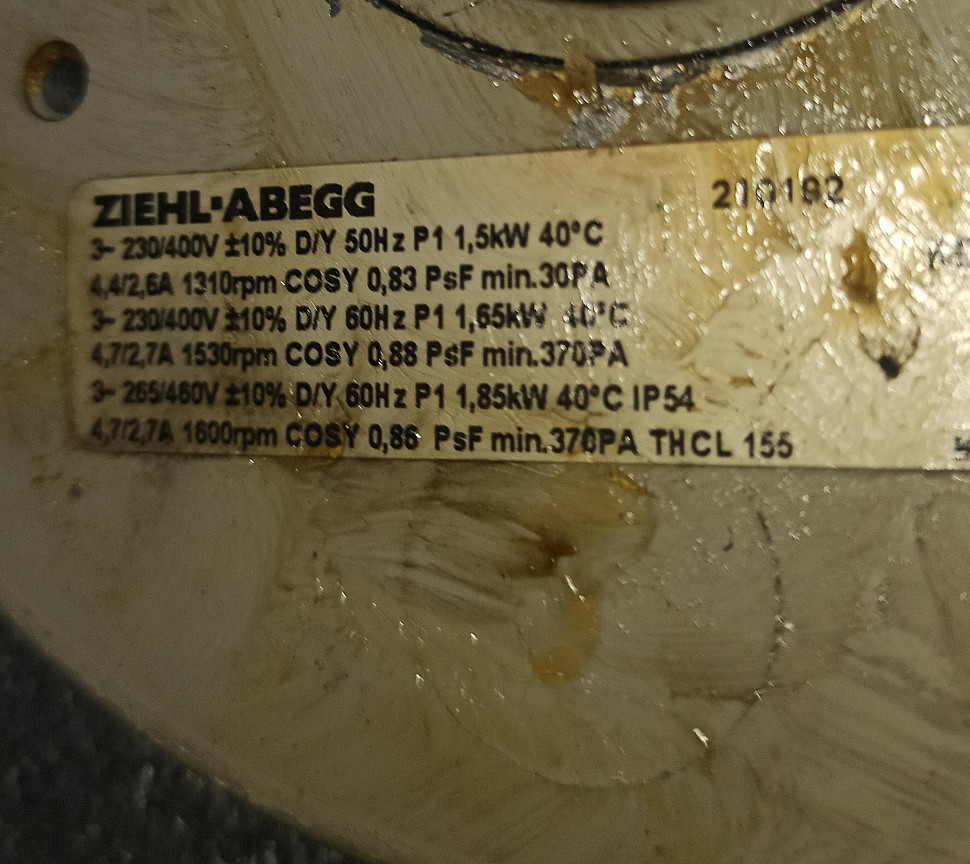 ZIEHL-ABEGG
210192
3~ 230/400V ±10% D/Y 50Hz P1 1,5kW 40°C
4,4/2,6A 1310rpm COSY 0,83 PsF min.30PA
3~ 230/400V ±10% D/Y 60Hz P1 1,65kW 40°C
4,7/2,7A 1530rpm COSY 0,88 PsF min.370PA
3~ 265/460V ±10% D/Y 60Hz P1 1,85kW 40°C IP54
4,7/2,7A 1600rpm COSY 0,86 PsF min.370PA THCL 155